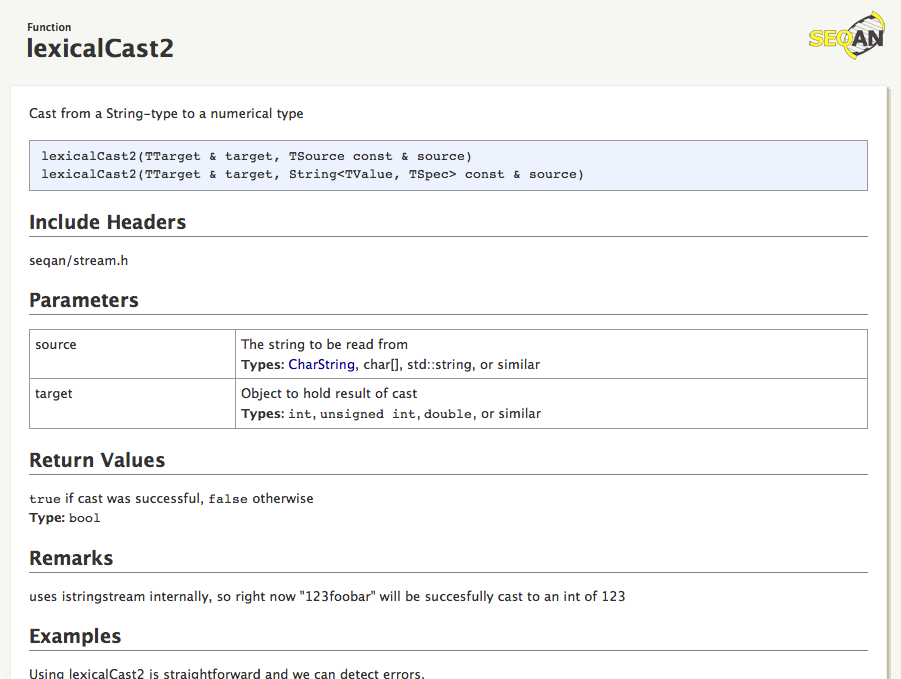 Function
lexicalCast2
SEQAN
Cast from a String-type to a numerical type
lexicalCast2(TTarget & target, TSource const & source)
lexicalCast2(TTarget & target, String<TValue, TSpec> const & source)
Include Headers
seqan/stream.h
Parameters
source
The string to be read from
Types: CharString, char[], std::string, or similar
target
Object to hold result of cast
Types: int, unsigned int, double, or similar
Return Values
true if cast was successful, false otherwise
Type: bool
Remarks
uses istringstream internally, so right now "123foobar" will be succesfully cast to an int of 123
Examples
Using lexicalCast2 is straightforward and we can detect errors.